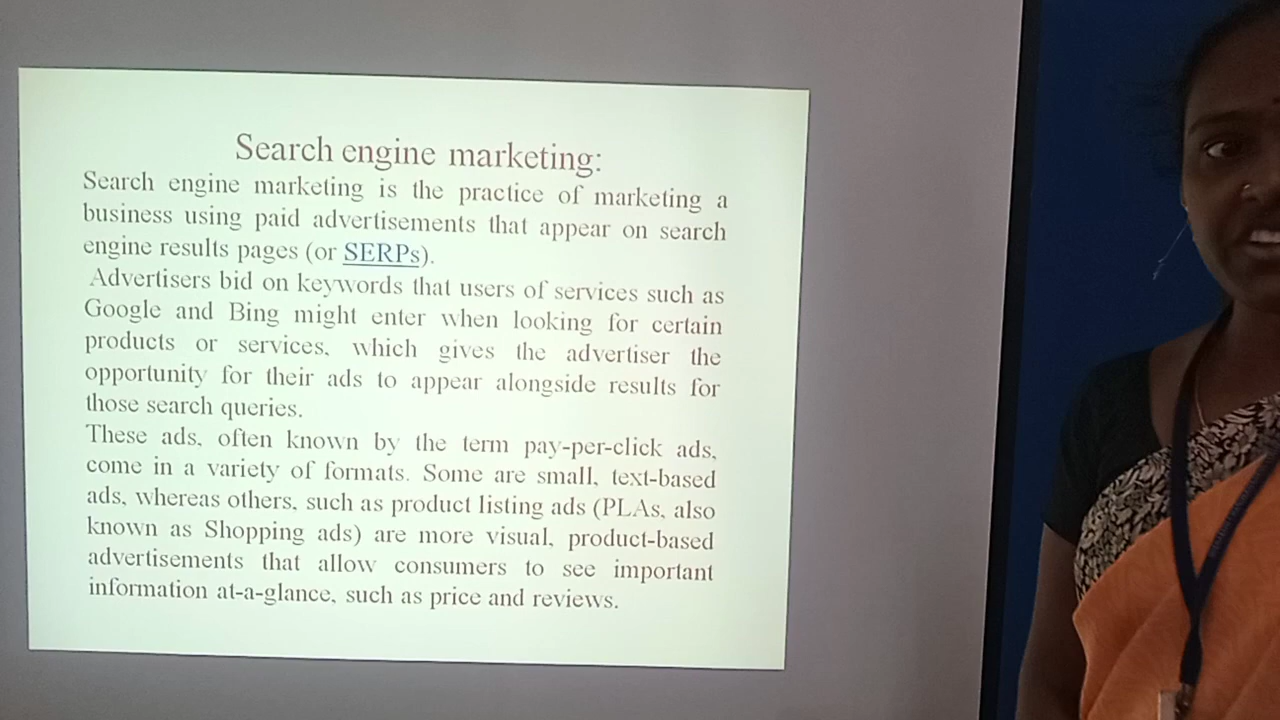 Search engine marketing:
Search engine marketing is the practice of marketing a
business using paid advertisements that appear on search
engine results pages (or SERPs).
Advertisers bid on keywords that users of services such as
Google and Bing might enter when looking for certain
products or services, which gives the advertiser the
opportunity for their ads to appear alongside results for
those search queries.
These ads, often known by the term pay-per-click ads,
come in a variety of formats. Some are small, text-based
ads, whereas others, such as product listing ads (PLAs, also
known as Shopping ads) are more visual, product-based
advertisements that allow consumers to see important
information at-a-glance, such as price and reviews.